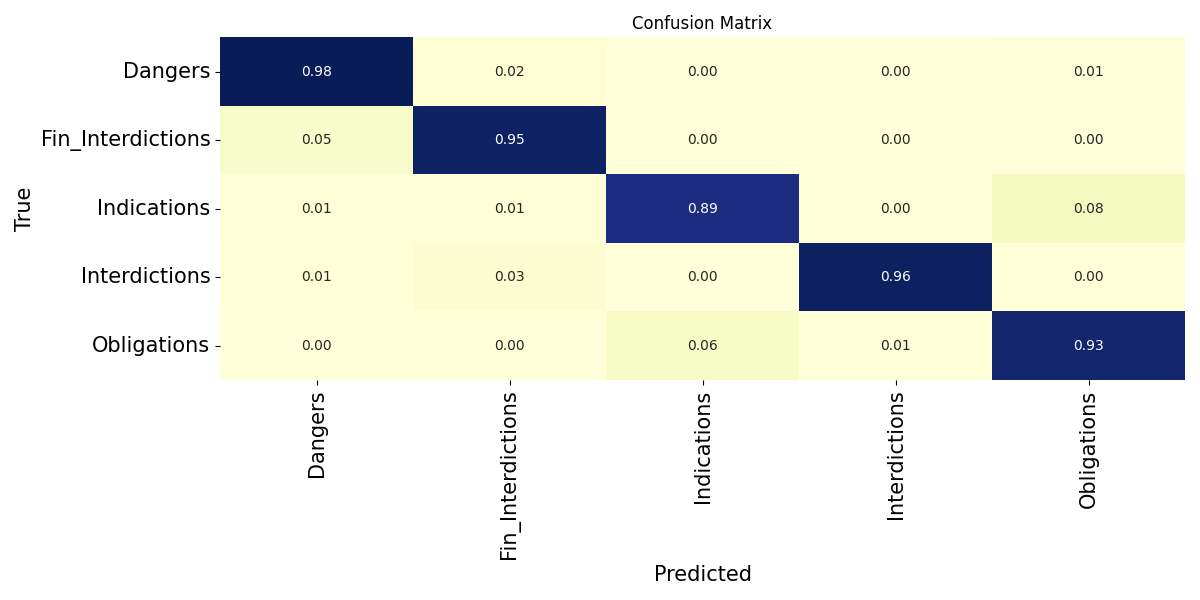 Confusion Matrix
True
Dangers 0.98 0.02 0.00 0.00 0.01
Fin_Interdictions 0.05 0.95 0.00 0.00 0.00
Indications 0.01 0.01 0.89 0.00 0.08
Interdictions 0.01 0.03 0.00 0.96 0.00
Obligations 0.00 0.00 0.06 0.01 0.93
Dangers Fin_Interdictions Indications Interdictions Obligations
Predicted